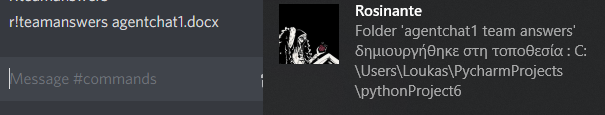 r!teamanswers agentchat1.docx
Message #commands
Rosinante
Folder 'agentchat1 team answers'
δημιουργήθηκε στη τοποθεσία : C:
\Users\Loukas\PycharmProjects
\pythonProject6